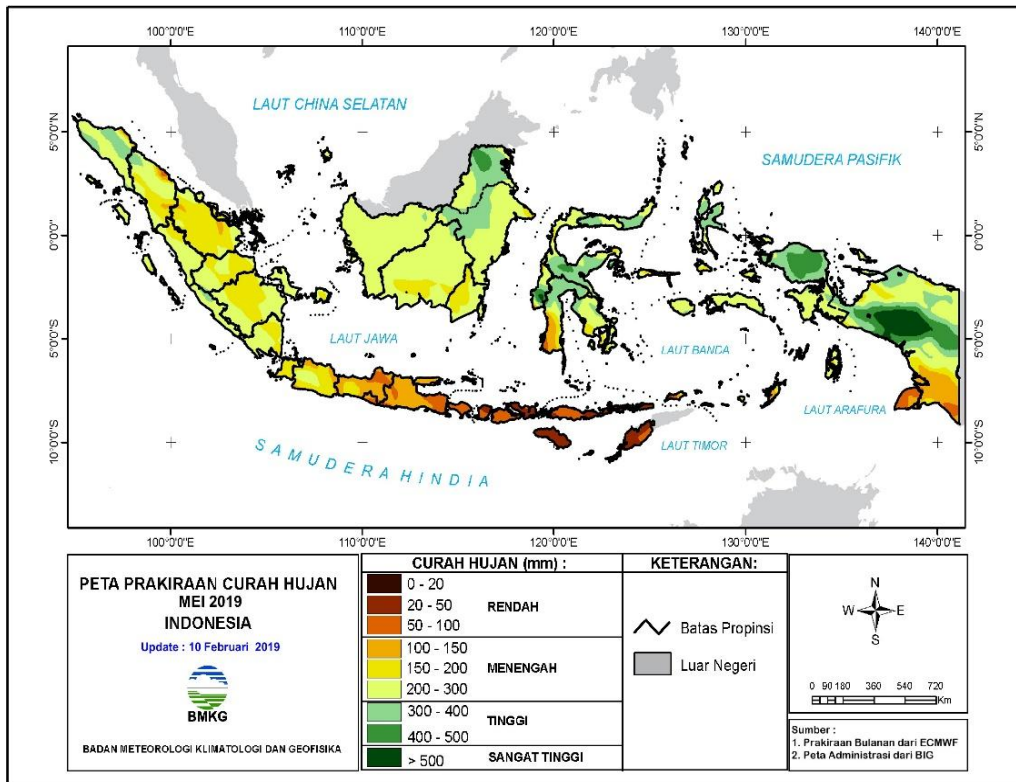 100°0'0"E
110°0'0"E
120°0'0"E
130°0'0"E
140°0'0"E
5°0'0"N
0°0'0"
5°0'0"S
10°0'0"S
LAUT CHINA SELATAN
SAMUDERA PASIFIK
LAUT JAWA
LAUT BANDA
LAUT ARAFURA
LAUT TIMOR
SAMUDERA HINDIA
5°0'0"N
0°0'0"
5°0'0"S
10°0'0"S
100°0'0"E
110°0'0"E
120°0'0"E
130°0'0"E
140°0'0"E
PETA PRAKIRAAN CURAH HUJAN
MEI 2019
INDONESIA
Update : 10 Februari 2019
BMKG
BADAN METEOROLOGI KLIMATOLOGI DAN GEOFISIKA
CURAH HUJAN (mm) :
0 - 20
20 - 50
50 - 100
RENDAH
100 - 150
150 - 200
200 - 300
MENENGAH
300 - 400
400 - 500
TINGGI
> 500
SANGAT TINGGI
KETERANGAN:
Batas Propinsi
Luar Negeri
N
W E
S
0 90 180 360 540 720
Km
Sumber :
1. Prakiraan Bulanan dari ECMWF
2. Peta Administrasi dari BIG